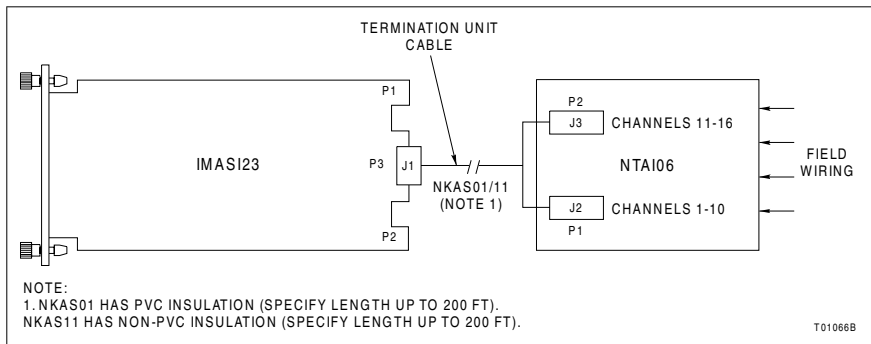 TERMINATION UNIT
CABLE
P1
IMASI23
P3
J1
P2
NKAS01/11
(NOTE 1)
P2
J3
CHANNELS 11-16
NTAI06
J2
CHANNELS 1-10
P1
FIELD
WIRING
NOTE:
1. NKAS01 HAS PVC INSULATION (SPECIFY LENGTH UP TO 200 FT).
NKAS11 HAS NON-PVC INSULATION (SPECIFY LENGTH UP TO 200 FT).
T01066B